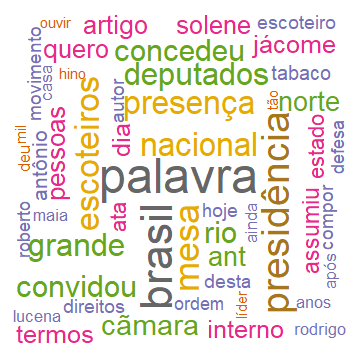 ouvir
artigo
solene
escoteiro
quero
concedeu
jácome
movimento
casa
hino
deputados
tabaco
autor
presença
tão
norte
mil
deu
antônio
pessoas
escoteiros
dia
nacional
presidência
estado
defesa
palavra
roberto
maia
ata
brasil
mesa
hoje
ainda
assumiu
compor
grande
rio
ant
após
convidou
desta
líder
anos
direitos
ordem
lucena
câmara
termos
interno
rodrigo